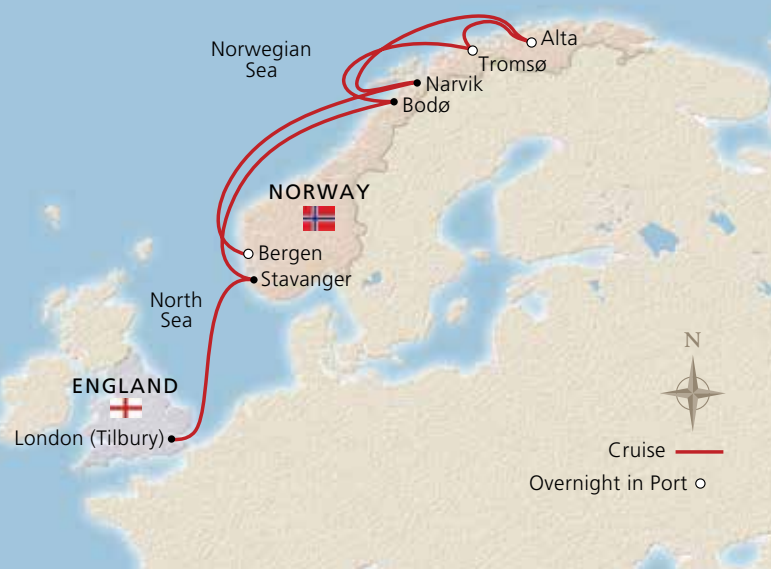 Norwegian
Sea
Alta
Tromsø
Narvik
Bodø
NORWAY
Bergen
Stavanger
North
Sea
ENGLAND
London (Tilbury)
N
Cruise
Overnight in Port